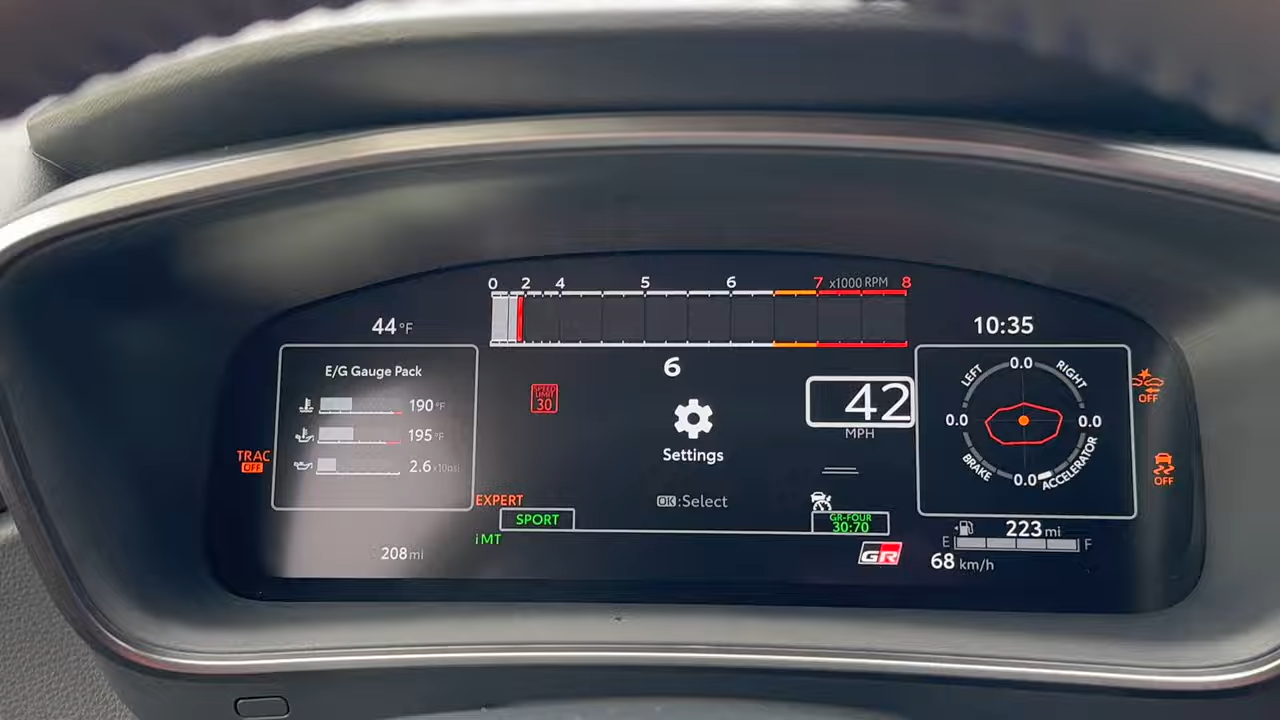 0 2 4 5 6 7 x1000 RPM 8
44 °F
10:35
E/G Gauge Pack
190 °F
195 °F
2.6 x10psi
TRAC
OFF
6
SPEED
LIMIT
30
Settings
OK :Select
42
MPH
EXPERT
SPORT
iMT
GR-FOUR
30:70
GR
208 mi
0.0
LEFT
RIGHT
0.0
0.0
BRAKE
ACCELERATOR
0.0
OFF
OFF
223 mi
E F
68 km/h